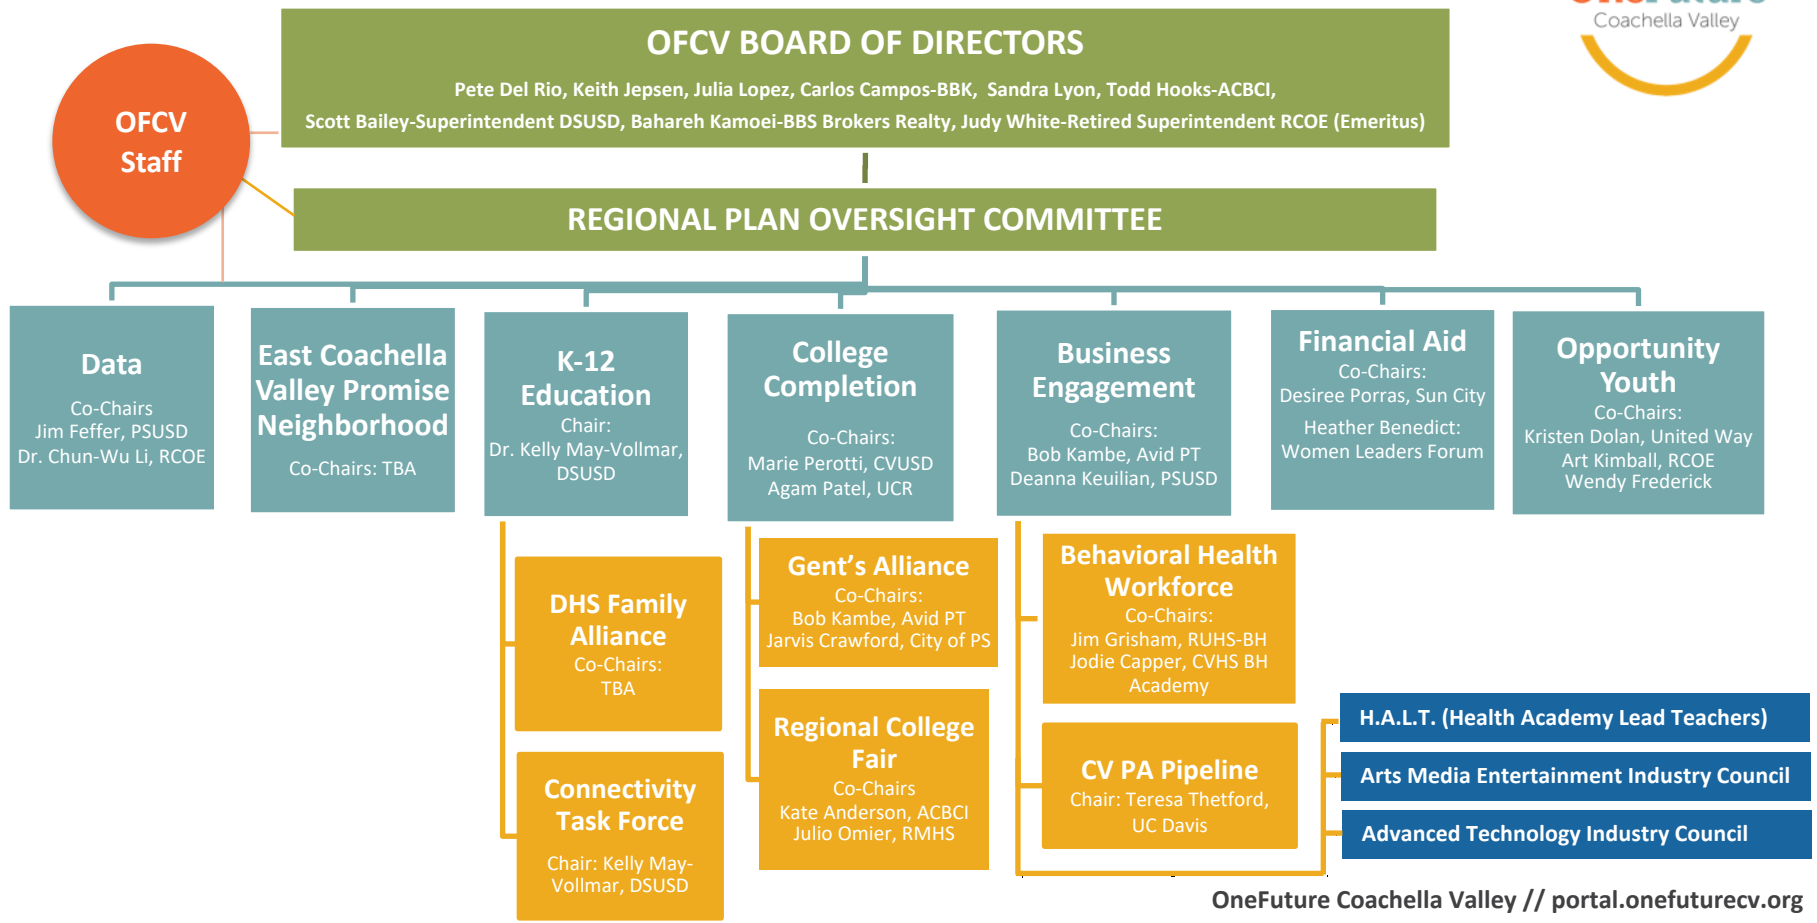 OneFuture
Coachella Valley
OFCV BOARD OF DIRECTORS
Pete Del Rio, Keith Jepsen, Julia Lopez, Carlos Campos-BBK, Sandra Lyon, Todd Hooks-ACBCI,
Scott Bailey-Superintendent DSUSD, Bahareh Kamoei-BBS Brokers Realty, Judy White-Retired Superintendent RCOE (Emeritus)
OFCV
Staff
REGIONAL PLAN OVERSIGHT COMMITTEE
Data
Co-Chairs
Jim Feffer, PSUSD
Dr. Chun-Wu Li, RCOE
East Coachella
Valley Promise
Neighborhood
Co-Chairs: TBA
K-12
Education
Chair:
Dr. Kelly May-Vollmar,
DSUSD
College
Completion
Co-Chairs:
Marie Perotti, CVUSD
Agam Patel, UCR
Business
Engagement
Co-Chairs:
Bob Kambe, Avid PT
Deanna Keuilian, PSUSD
Financial Aid
Co-Chairs:
Desiree Porras, Sun City
Heather Benedict:
Women Leaders Forum
Opportunity
Youth
Co-Chairs:
Kristen Dolan, United Way
Art Kimball, RCOE
Wendy Frederick
DHS Family
Alliance
Co-Chairs:
TBA
Connectivity
Task Force
Chair: Kelly May-
Vollmar, DSUSD
Gent’s Alliance
Co-Chairs:
Bob Kambe, Avid PT
Jarvis Crawford, City of PS
Regional College
Fair
Co-Chairs
Kate Anderson, ACBCI
Julio Omier, RMHS
Behavioral Health
Workforce
Co-Chairs:
Jim Grisham, RUHS-BH
Jodie Capper, CVHS BH
Academy
CV PA Pipeline
Chair: Teresa Thetford,
UC Davis
H.A.L.T. (Health Academy Lead Teachers)
Arts Media Entertainment Industry Council
Advanced Technology Industry Council
OneFuture Coachella Valley // portal.onefuturecv.org